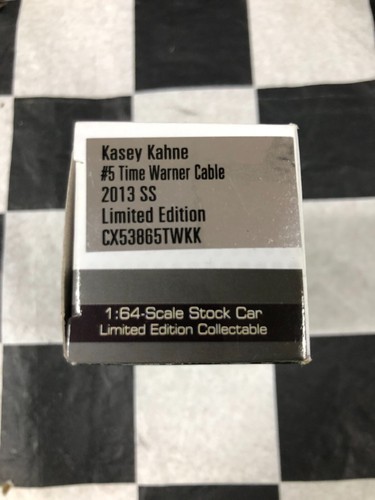 Kasey Kahne
#5 Time Warner Cable
2013 SS
Limited Edition
CX53865TWKK
1:64-Scale Stock Car
Limited Edition Collectable